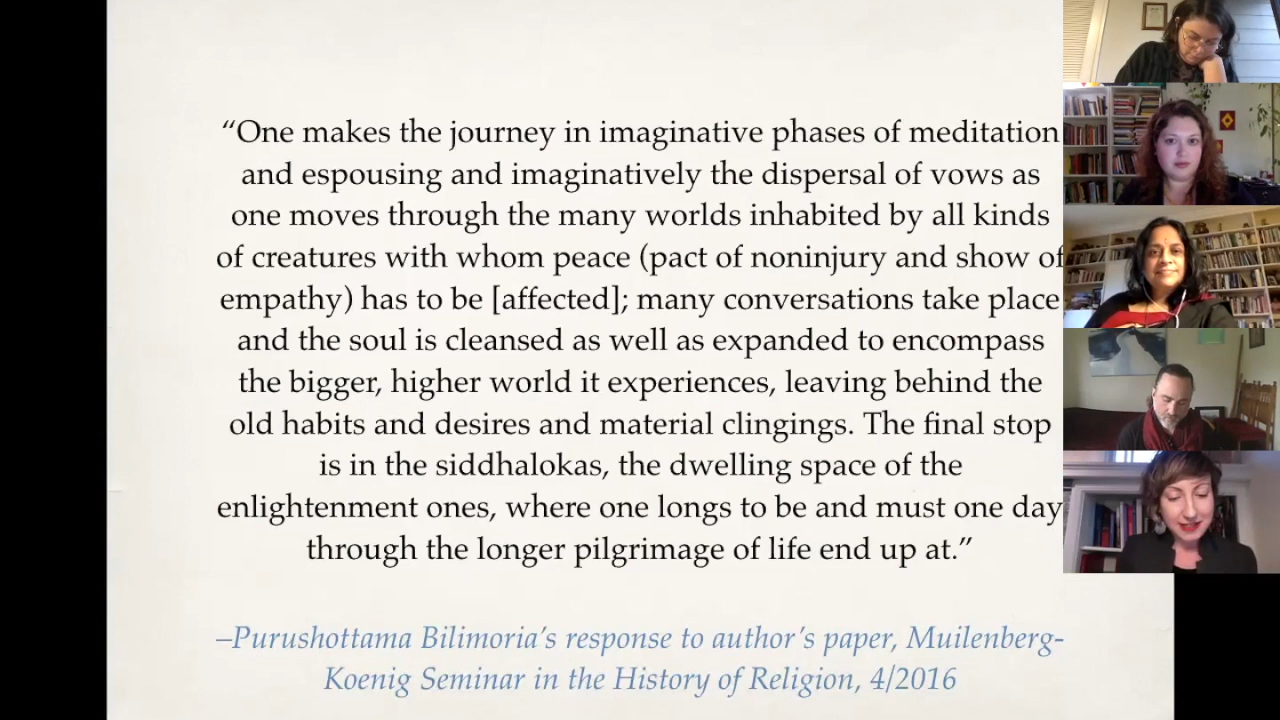 “One makes the journey in imaginative phases of meditation
and espousing and imaginatively the dispersal of vows as
one moves through the many worlds inhabited by all kinds
of creatures with whom peace (pact of noninjury and show of
empathy) has to be [affected]; many conversations take place
and the soul is cleansed as well as expanded to encompass
the bigger, higher world it experiences, leaving behind the
old habits and desires and material clingings. The final stop
is in the siddhalokas, the dwelling space of the
enlightenment ones, where one longs to be and must one day
through the longer pilgrimage of life end up at.”
–Purushottama Bilimoria’s response to author’s paper, Muilenberg-
Koenig Seminar in the History of Religion, 4/2016